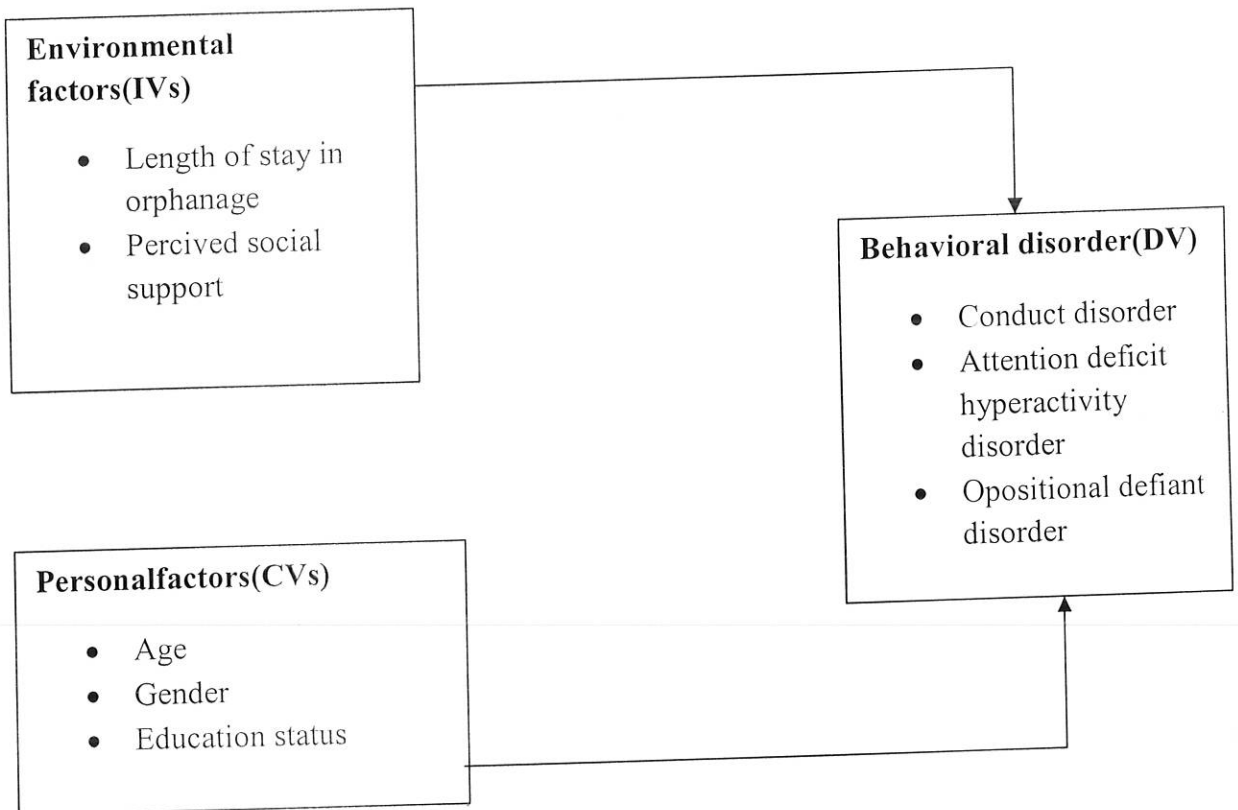 Environmental
factors(IVs)
• Length of stay in
orphanage
• Percived social
support
Behavioral disorder(DV)
• Conduct disorder
• Attention deficit
hyperactivity
disorder
• Opositional defiant
disorder
Personalfactors(CVs)
• Age
• Gender
• Education status